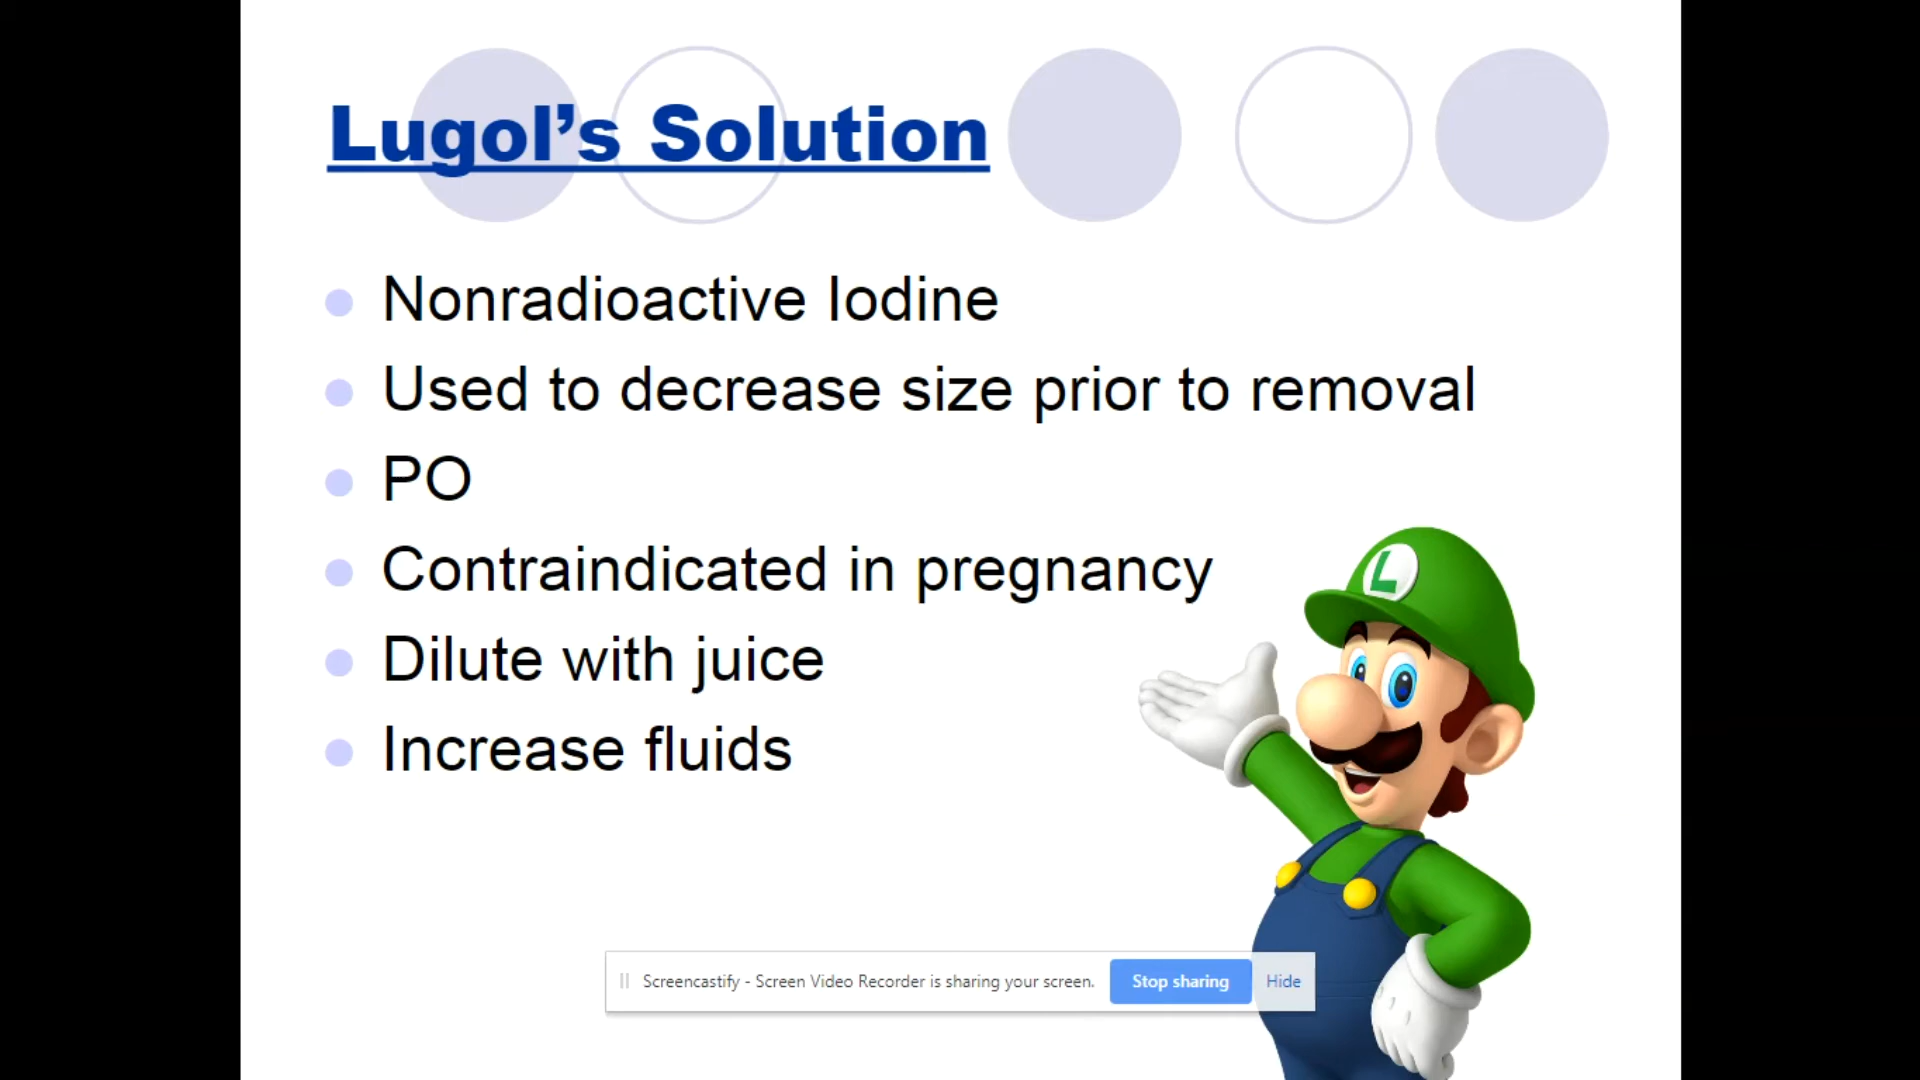 Lugol’s Solution
Nonradioactive Iodine
Used to decrease size prior to removal
PO
Contraindicated in pregnancy
Dilute with juice
Increase fluids
L
Screencastify - Screen Video Recorder is sharing your screen. Stop sharing Hide